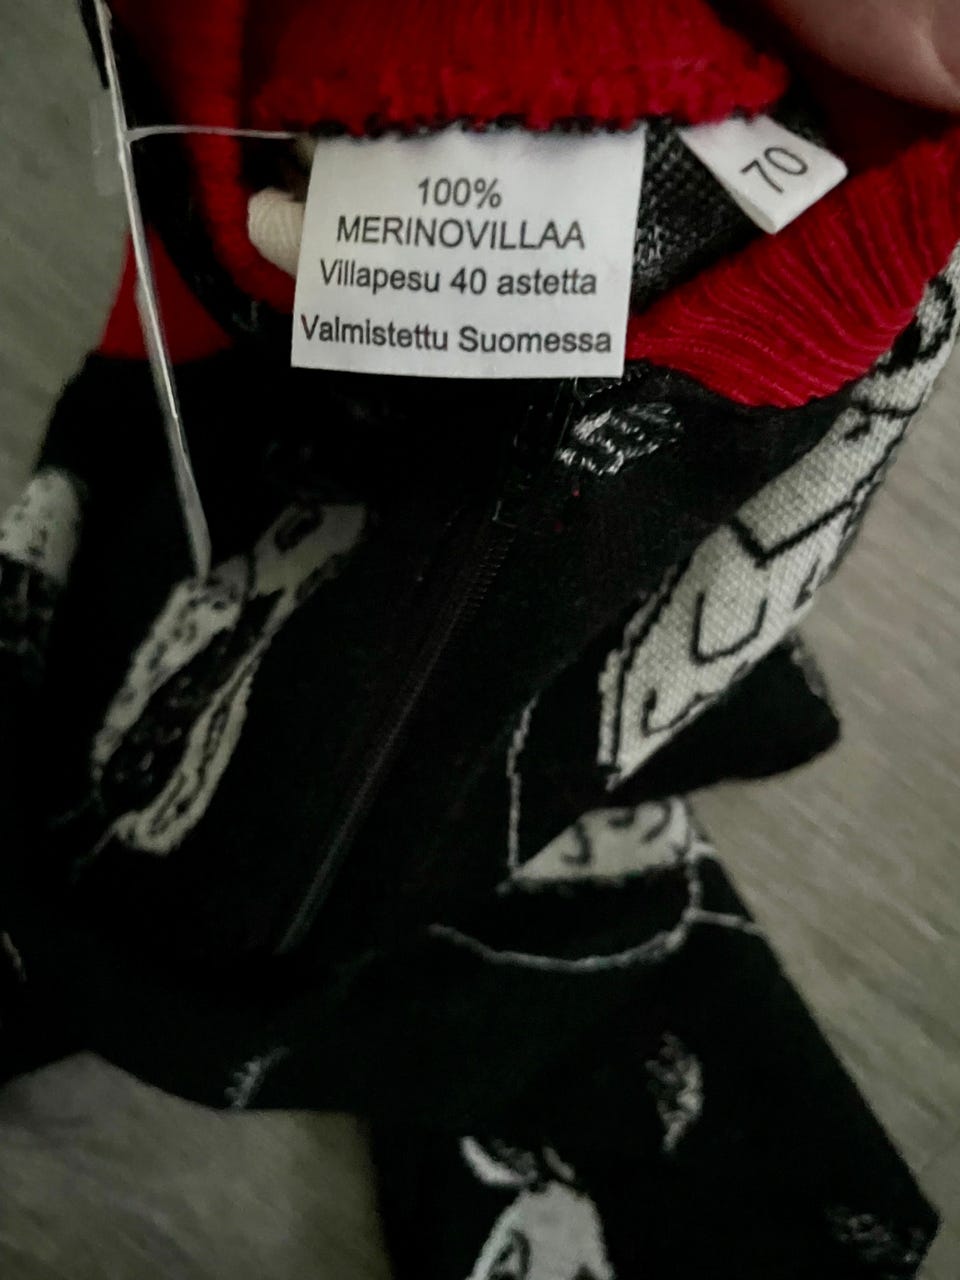 100%
MERINOVILLAA
Villapesu 40 astetta
Valmistettu Suomessa
70